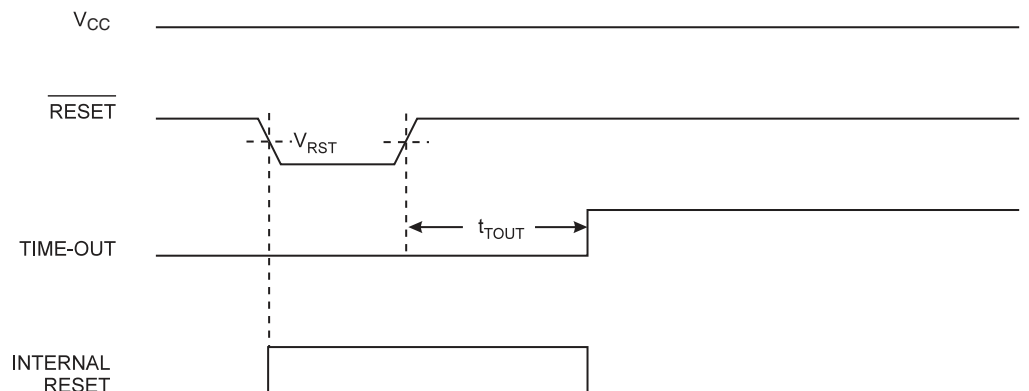 VCC
RESET
VRST
tTOUT
TIME-OUT
INTERNAL
RESET